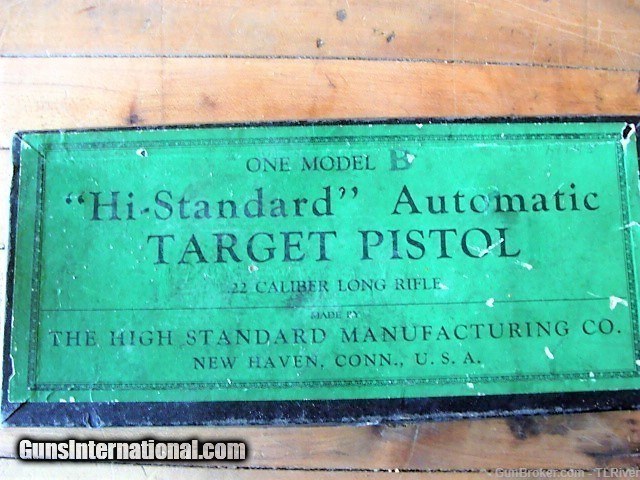 ONE MODEL B
"Hi-Standard" Automatic
TARGET PISTOL
.22 CALIBER LONG RIFLE
MADE BY
THE HIGH STANDARD MANUFACTURING CO.
NEW HAVEN, CONN., U. S. A.
GunsInternational.com
GunBroker.com - TLRiver